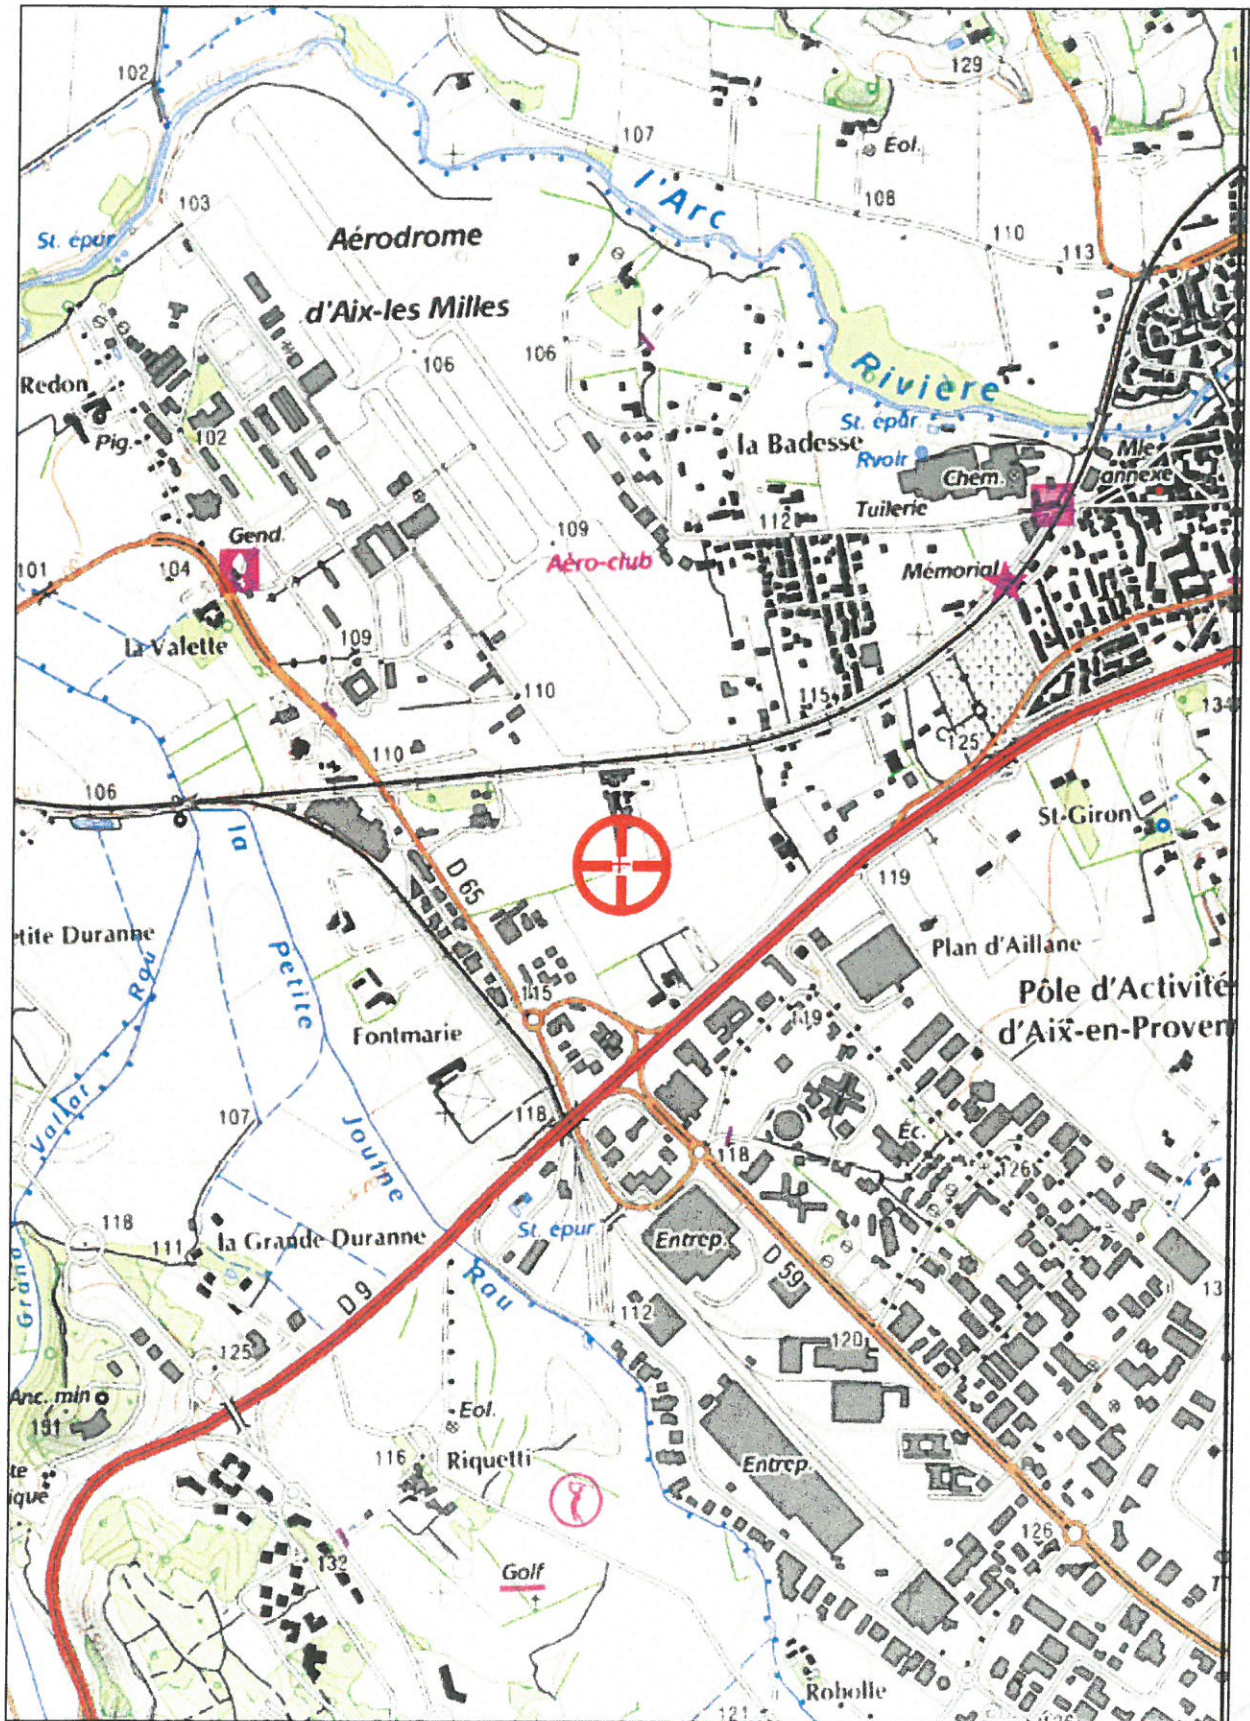 102
129
107
Eol.
l'Arc
108
103
St. épur
Aérodrome
110
113
d'Aix-les Milles
106
106
Redon
Rivière
St. épur
102
Pig.
la Badesse
Rvoir
Mle
annexe
Chem.
Tuilerie
112
Gend.
109
Aéro-club
101
104
Mémorial
la Valette
109
110
115
134
125
110
106
la
St-Giron
D 65
119
Petite
etite Duranne
Rau
Plan d'Aillane
Pôle d'Activité
d'Aix-en-Proven
115
119
Fontmarie
Vallat
118
107
Jouine
Éc.
118
126
118
la Grande Duranne
111
St. épur
Entrep.
Grand
D 9
Rau
D 59
13
112
120
125
Anc. min
151
Eol.
te
ique
116
Riquetti
Entrep.
126
132
Golf
Robolle
121